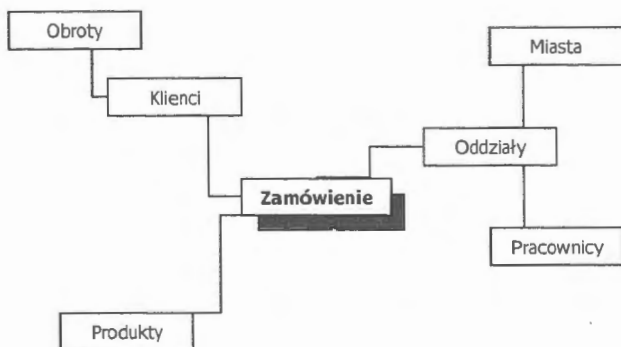 Obroty
Miasta
Klienci
Oddziały
Zamówienie
Pracownicy
Produkty